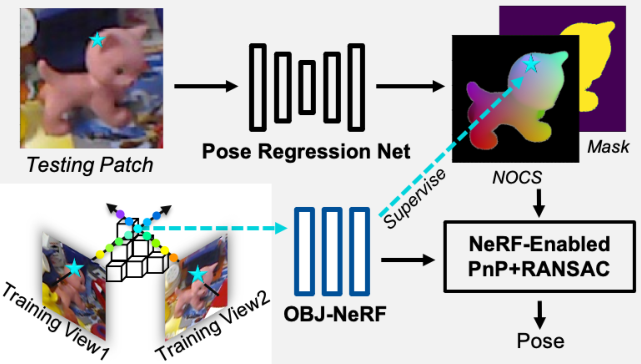 Testing Patch
Pose Regression Net
Mask
NOCS
Supervise
Training View1
Training View2
OBJ-NeRF
NeRF-Enabled
PnP+RANSAC
Pose